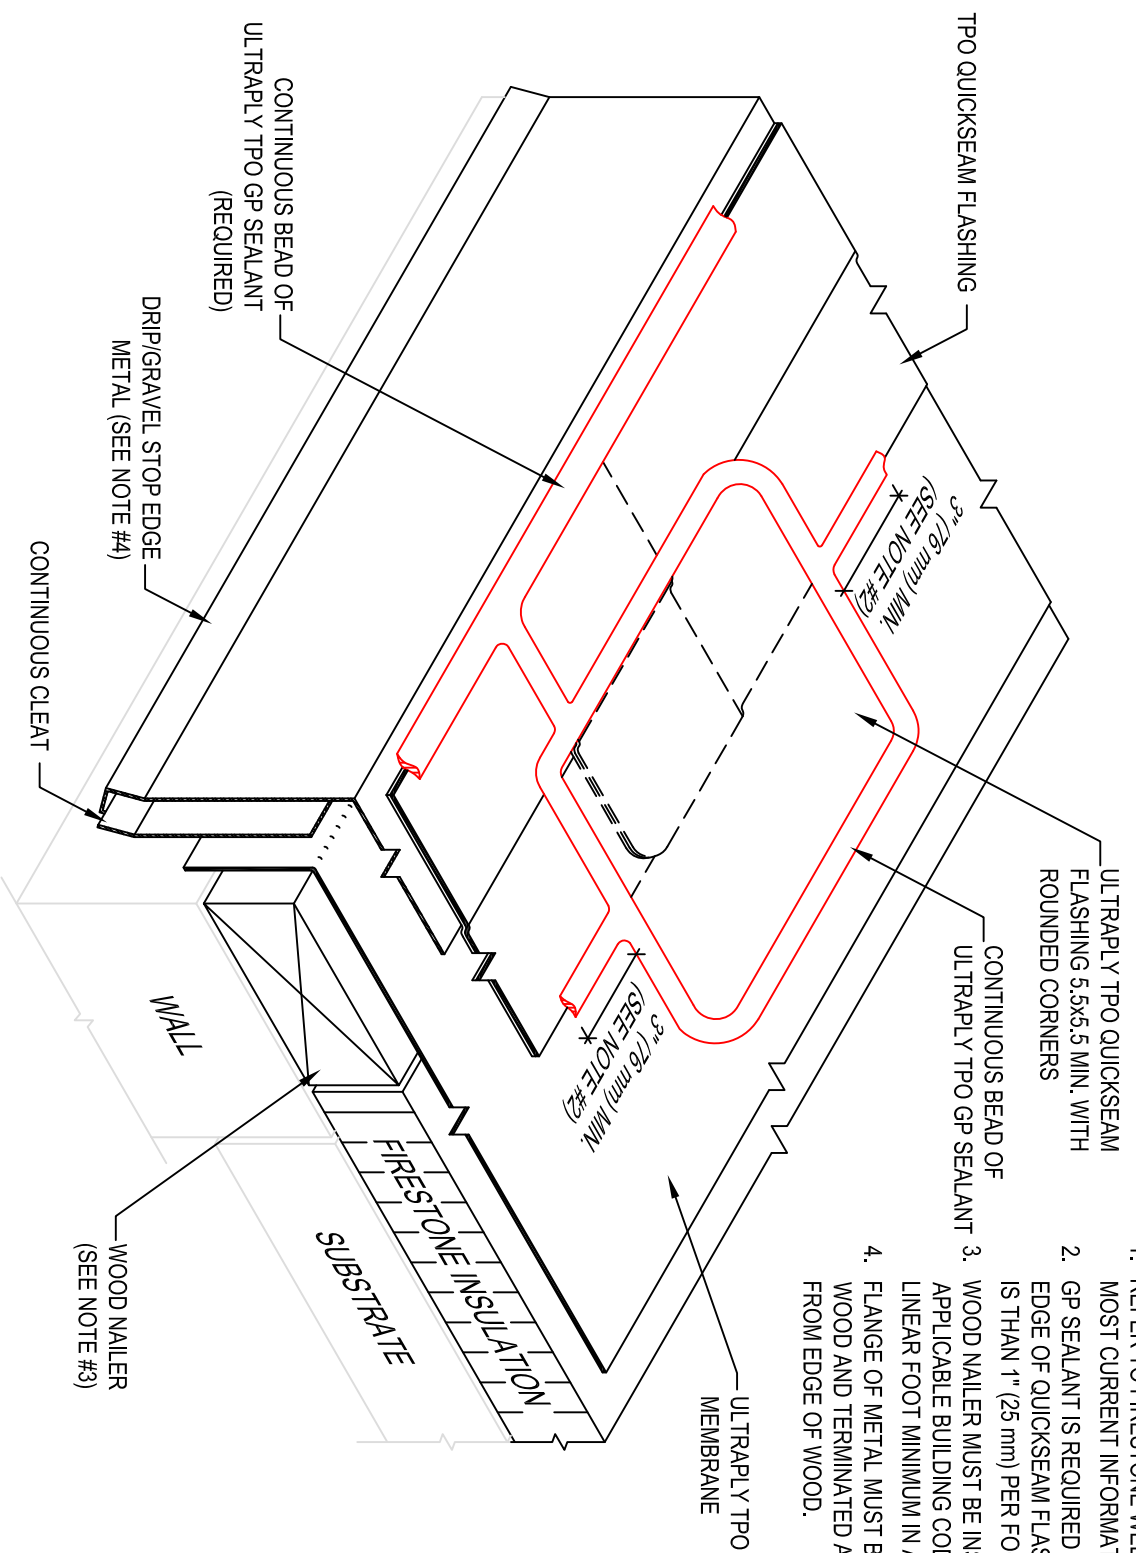 TPO QUICKSEAM FLASHING
CONTINUOUS BEAD OF
ULTRAPLY TPO GP SEALANT
(REQUIRED)
DRIP/GRAVEL STOP EDGE
METAL (SEE NOTE #4)
CONTINUOUS CLEAT
3" (76 mm) MIN.
(SEE NOTE #2)
ULTRAPLY TPO QUICKSEAM
FLASHING 5.5x5.5 MIN. WITH
ROUNDED CORNERS
CONTINUOUS BEAD OF
ULTRAPLY TPO GP SEALANT
3" (76 mm) MIN.
(SEE NOTE #2)
WALL
FIRESTONE INSULATION
SUBSTRATE
WOOD NAILER
(SEE NOTE #3)
ULTRAPLY TPO
MEMBRANE
1. REFER TO FIRESTONE
MOST CURRENT
2. GP SEALANT IS REQUIRED
EDGE OF QUICKSEAM
IS THAN 1" (25 mm) PER
3. WOOD NAILER MUST BE
APPLICABLE BUILDING
LINEAR FOOT MINIMUM IN
4. FLANGE OF METAL MUST
WOOD AND TERMINATED
FROM EDGE OF WOOD.